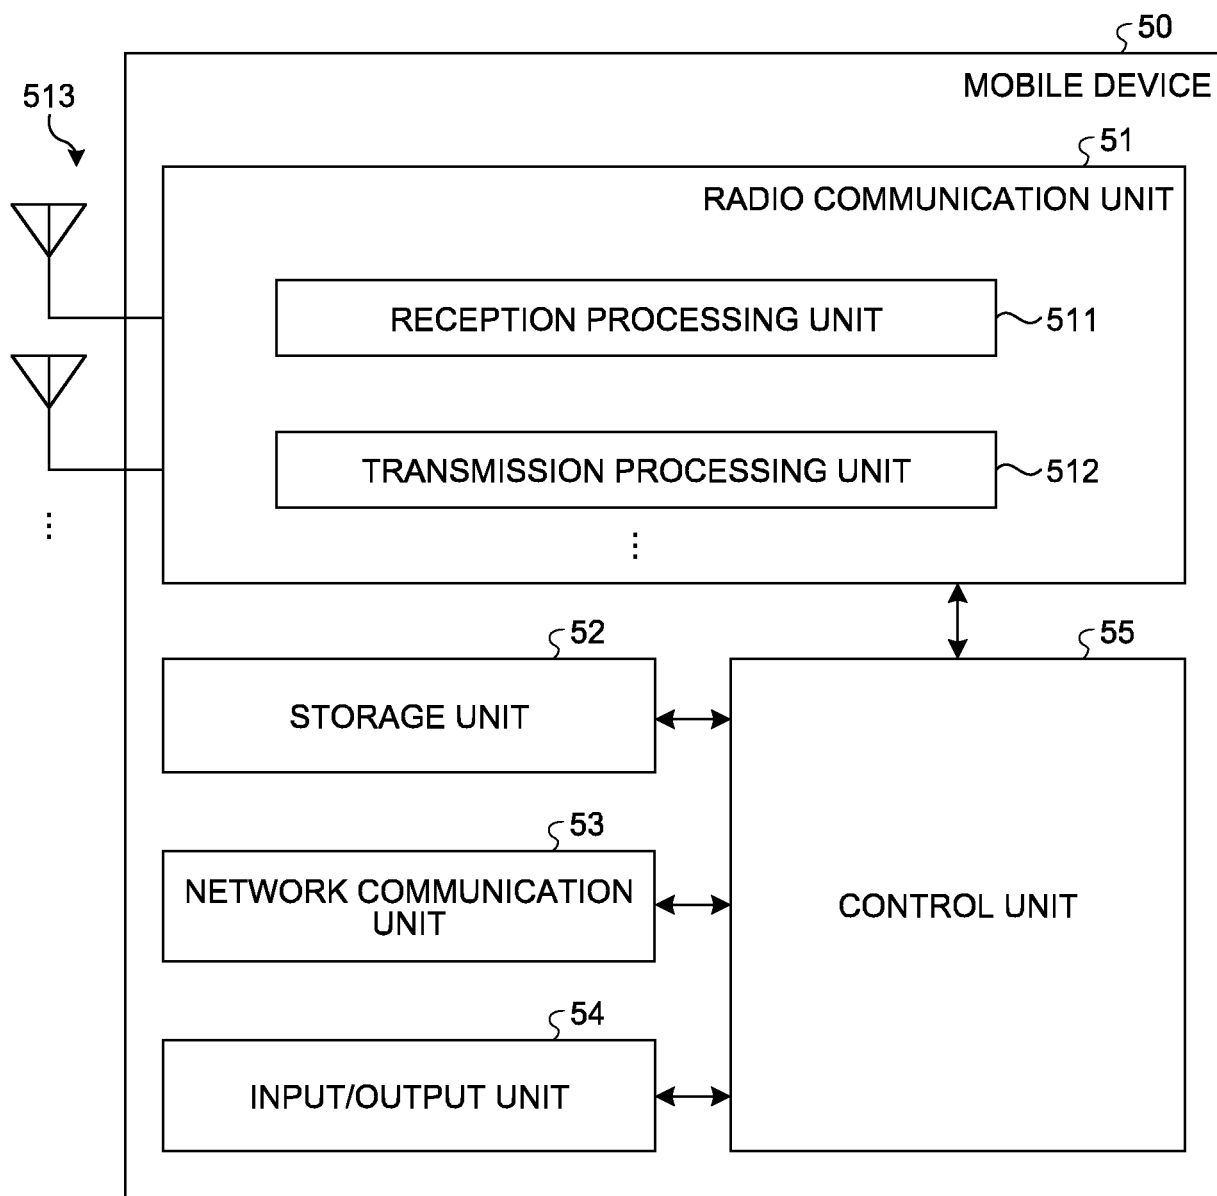 50
MOBILE DEVICE
513
51
RADIO COMMUNICATION UNIT
RECEPTION PROCESSING UNIT
511
TRANSMISSION PROCESSING UNIT
512
52
STORAGE UNIT
55
CONTROL UNIT
53
NETWORK COMMUNICATION
UNIT
54
INPUT/OUTPUT UNIT